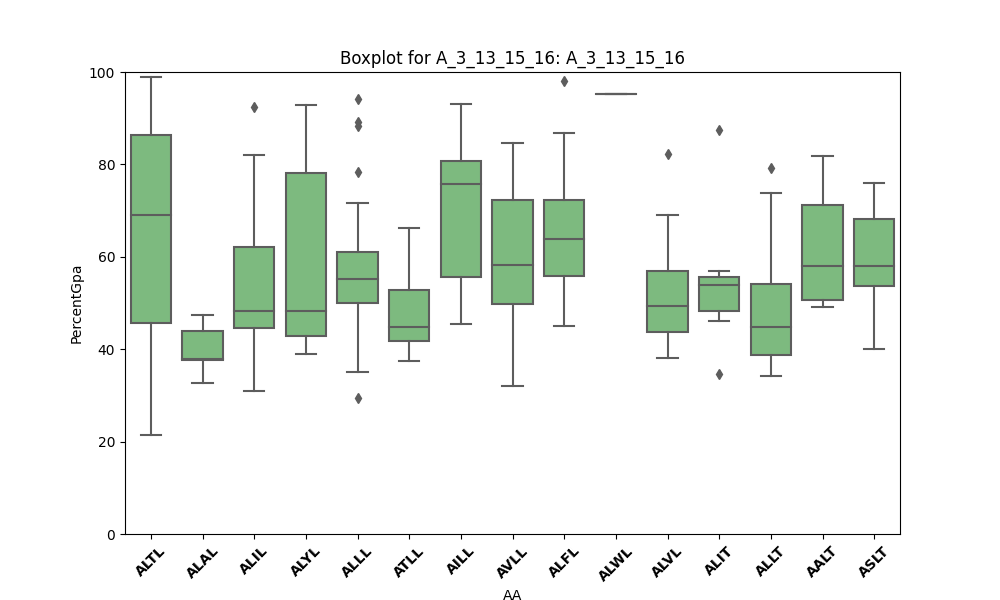 Boxplot for A_3_13_15_16: A_3_13_15_16
100
80
60
40
20
0
PercentGpa
ALTL ALAL ALIL ALYL ALLL ATLL AILL AVLL ALFL ALWL ALVL ALIT ALLT AALT ASLT
AA